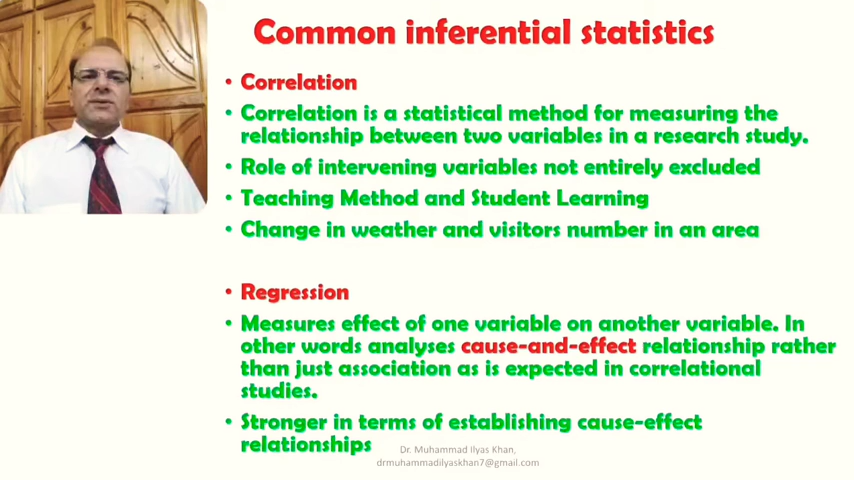 Common inferential statistics
• Correlation
• Correlation is a statistical method for measuring the
relationship between two variables in a research study.
• Role of intervening variables not entirely excluded
• Teaching Method and Student Learning
• Change in weather and visitors number in an area
• Regression
• Measures effect of one variable on another variable. In
other words analyses cause-and-effect relationship rather
than just association as is expected in correlational
studies.
• Stronger in terms of establishing cause-effect
relationships
Dr. Muhammad Ilyas Khan,
drmuhammadilyaskhan7@gmail.com